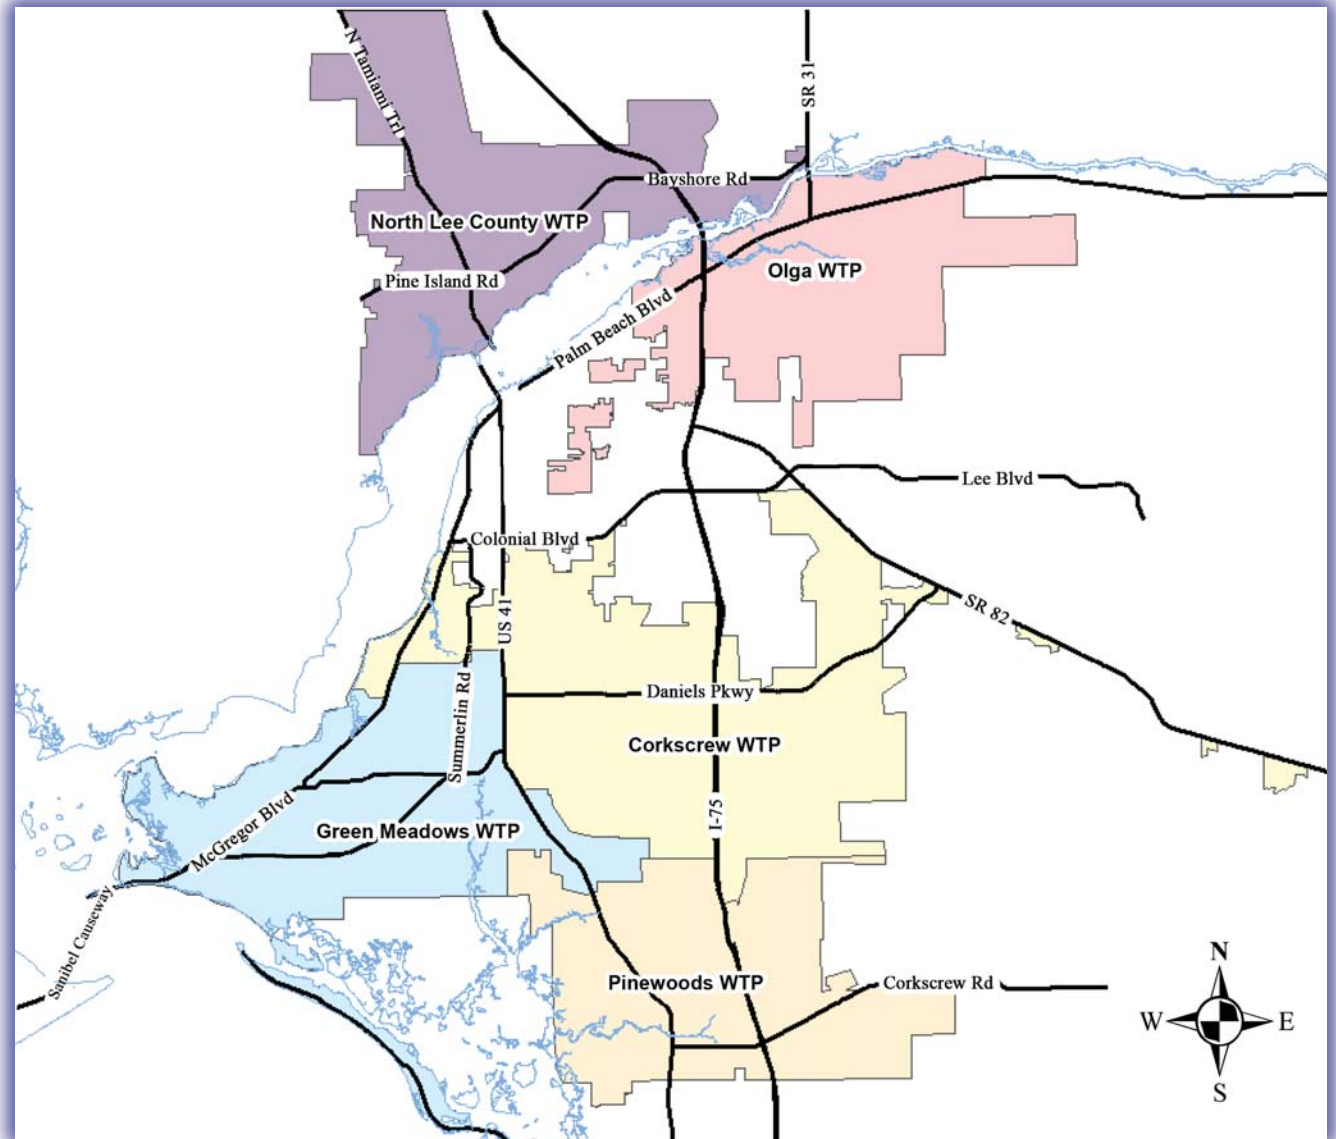 N Tamiami Trl
SR 31
Bayshore Rd
North Lee County WTP
Olga WTP
Pine Island Rd
Palm Beach Blvd
Lee Blvd
Colonial Blvd
US 41
SR 82
Summerlin Rd
Daniels Pkwy
Corkscrew WTP
I-75
McGregor Blvd
Green Meadows WTP
Sanibel Causeway
Pinewoods WTP
Corkscrew Rd
N
W
E
S